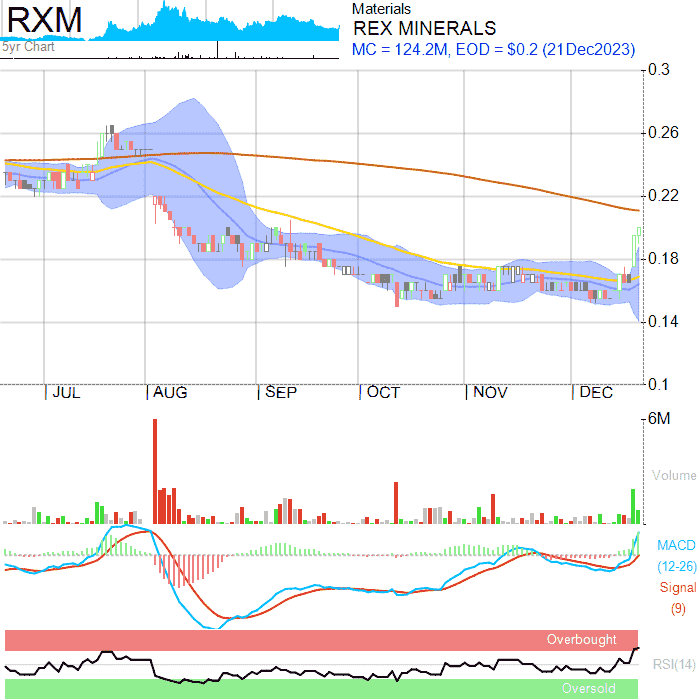 RXM
5yr Chart
Materials
REX MINERALS
MC = 124.2M, EOD = $0.2 (21Dec2023)
0.3
0.26
0.22
0.18
0.14
0.1
JUL AUG SEP OCT NOV DEC
6M
Volume
MACD
(12-26)
Signal
(9)
Overbought
RSI(14)
Oversold